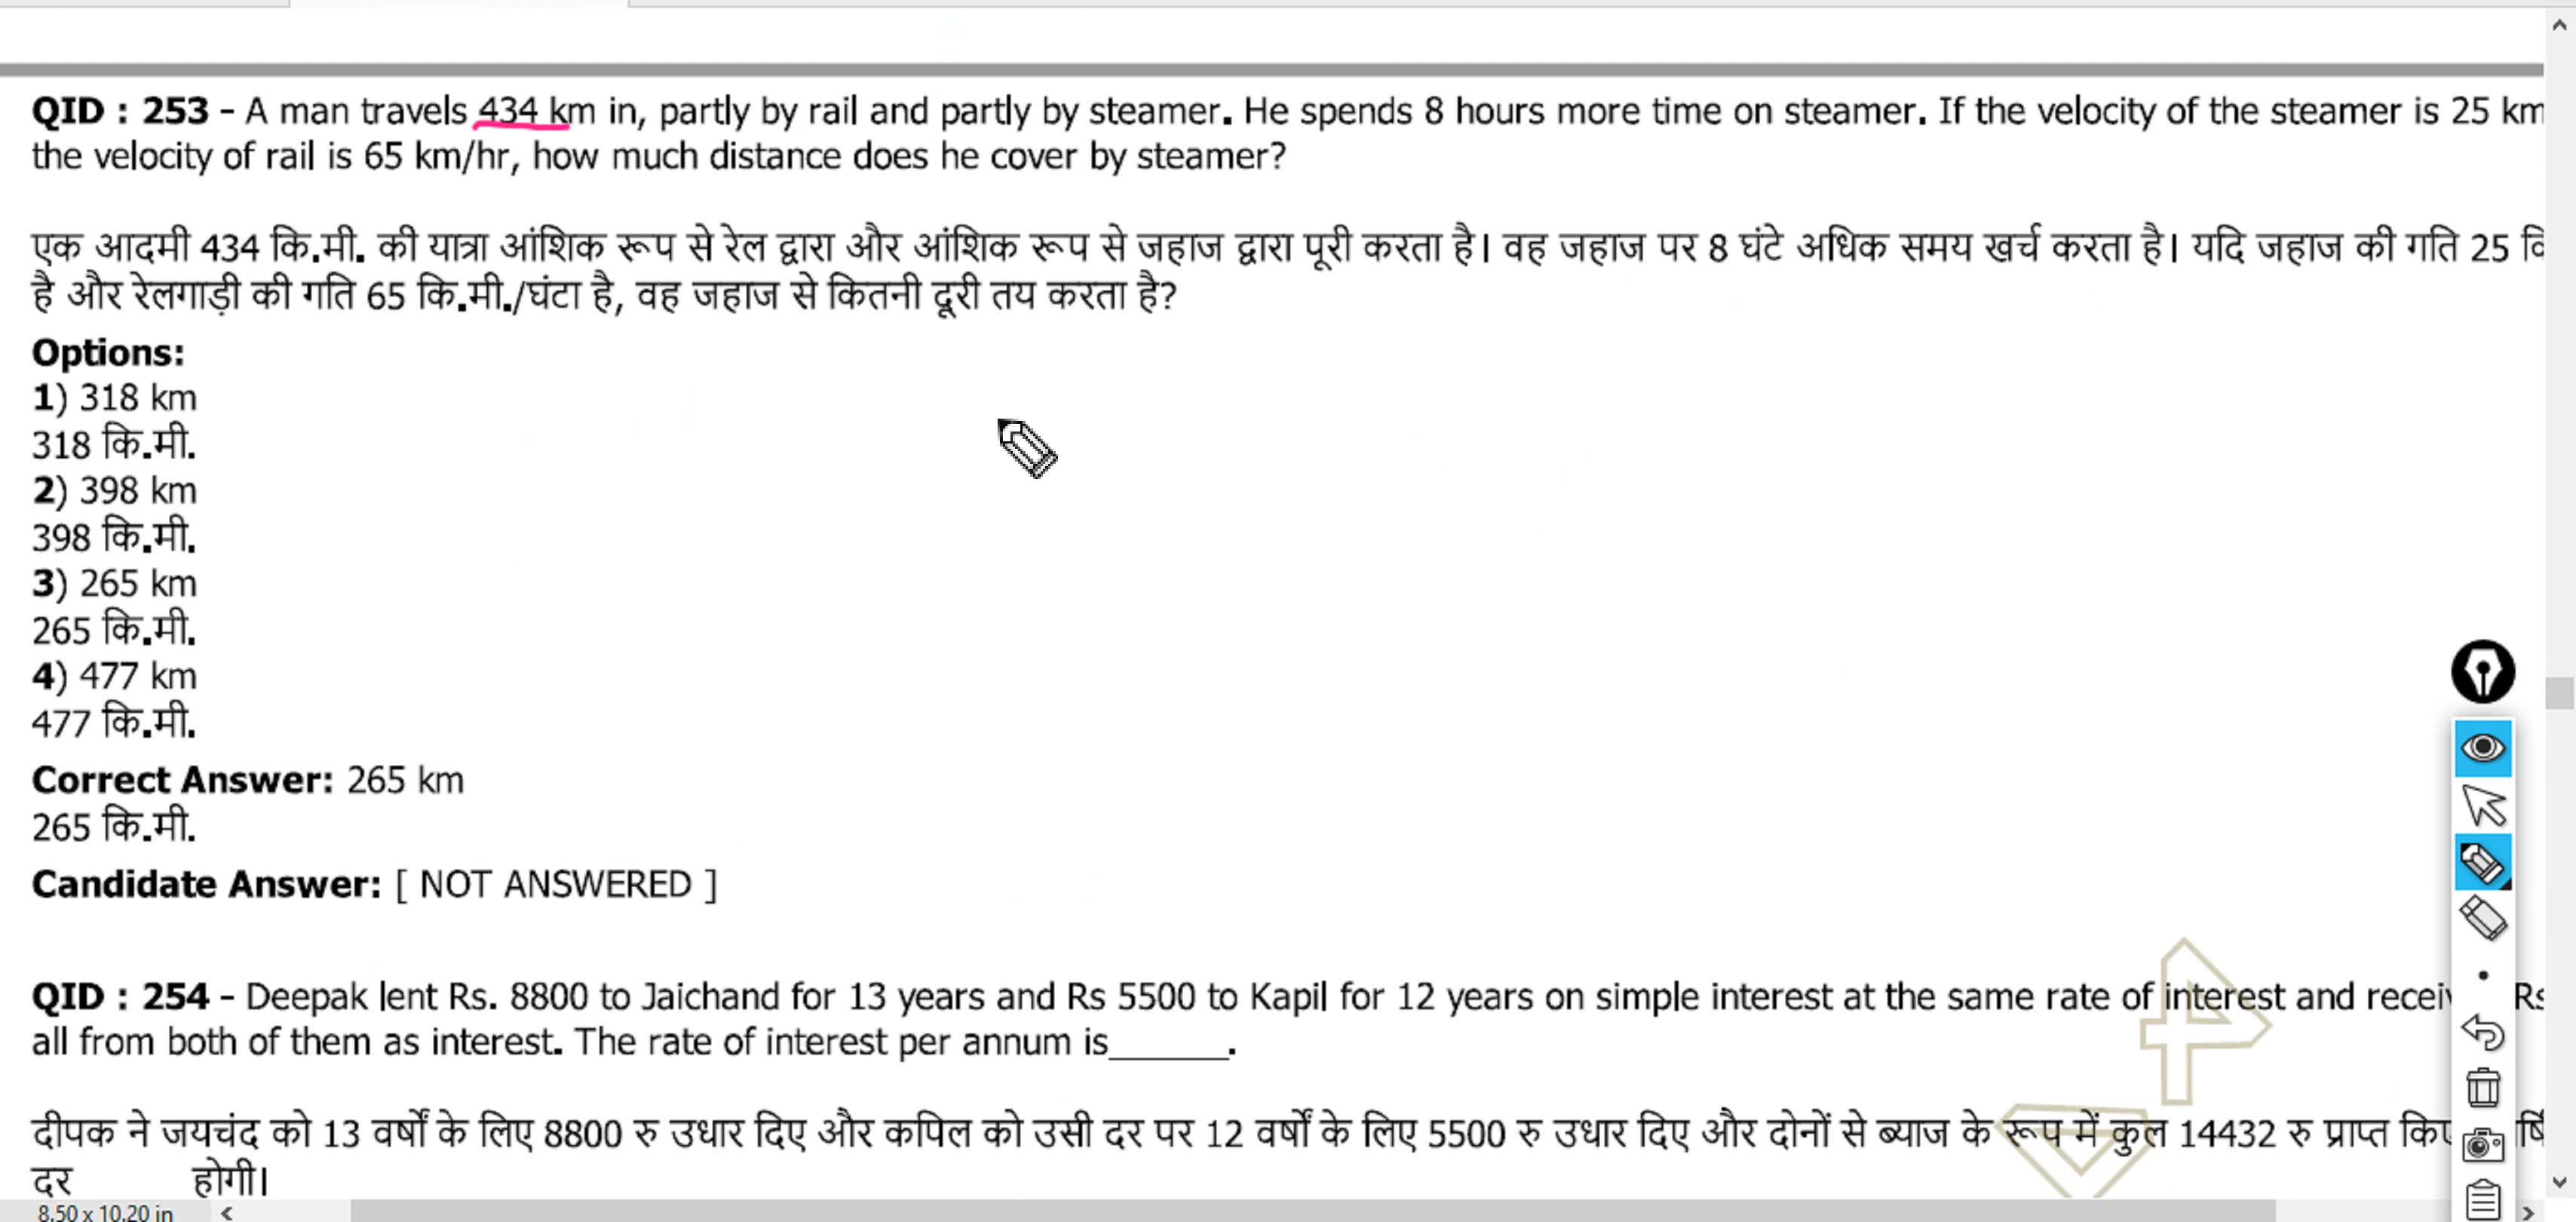 QID : 253 - A man travels 434 km in, partly by rail and partly by steamer. He spends 8 hours more time on steamer. If the velocity of the steamer is 25 km
the velocity of rail is 65 km/hr, how much distance does he cover by steamer?
एक आदमी 434 कि.मी. की यात्रा आंशिक रूप से रेल द्वारा और आंशिक रूप से जहाज द्वारा पूरी करता है। वह जहाज पर 8 घंटे अधिक समय खर्च करता है। यदि जहाज की गति 25
है और रेलगाड़ी की गति 65 कि.मी./घंटा है, वह जहाज से कितनी दूरी तय करता है?
Options:
1) 318 km
318 कि.मी.
2) 398 km
398 कि.मी.
3) 265 km
265 कि.मी.
4) 477 km
477 कि.मी.
Correct Answer: 265 km
265 कि.मी.
Candidate Answer: [ NOT ANSWERED ]
QID : 254 - Deepak lent Rs. 8800 to Jaichand for 13 years and Rs 5500 to Kapil for 12 years on simple interest at the same rate of interest and Rs
all from both of them as interest. The rate of interest per annum is______.
दीपक ने जयचंद को 13 वर्षों के लिए 8800 रु उधार दिए और कपिल को उसी दर पर 12 वर्षों के लिए 5500 रु उधार दिए और दोनों से ब्याज के रूप में कुल 14432 रु प्राप्त
दर होगी।
8.50 x 10.20 in